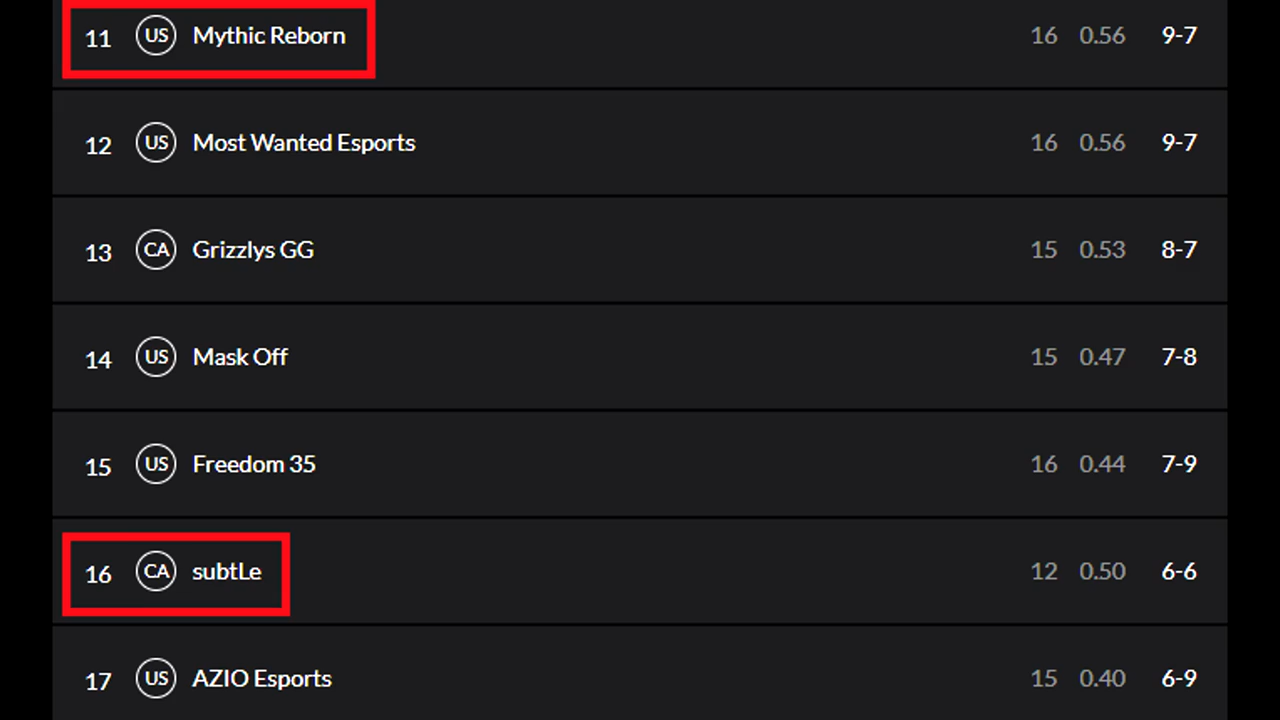 11 US Mythic Reborn 16 0.56 9-7
12 US Most Wanted Esports 16 0.56 9-7
13 CA Grizzlys GG 15 0.53 8-7
14 US Mask Off 15 0.47 7-8
15 US Freedom 35 16 0.44 7-9
16 CA subtLe 12 0.50 6-6
17 US AZIO Esports 15 0.40 6-9